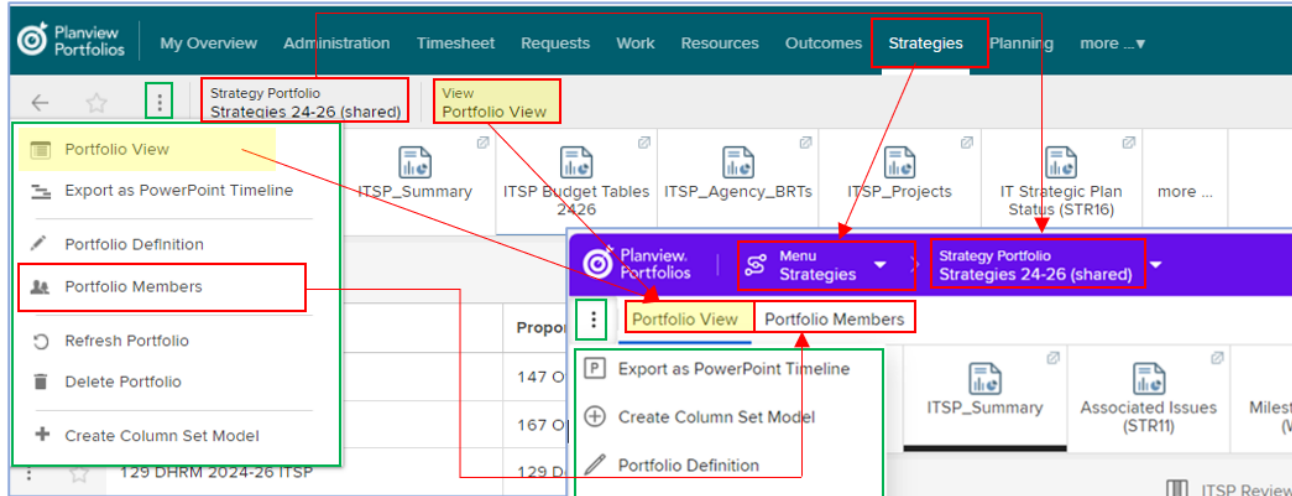 Planview
Portfolios
My Overview Administration Timesheet Requests Work Resources Outcomes Strategies Planning more ...▾
Strategy Portfolio
Strategies 24-26 (shared)
View
Portfolio View
Portfolio View
Export as PowerPoint Timeline
Portfolio Definition
Portfolio Members
Refresh Portfolio
Delete Portfolio
+ Create Column Set Model
ITSP_Summary
ITSP Budget Tables
2426
ITSP_Agency_BRTs
ITSP_Projects
IT Strategic Plan
Status (STR16)
more ...
Propo
147 O
167 O
129 DHRM 2024-26 ITSP
129 D
Planview.
Portfolios
Menu
Strategies
Strategy Portfolio
Strategies 24-26 (shared)
Portfolio View Portfolio Members
P Export as PowerPoint Timeline
Create Column Set Model
Portfolio Definition
ITSP_Summary
Associated Issues
(STR11)
Milest
ITSP Review